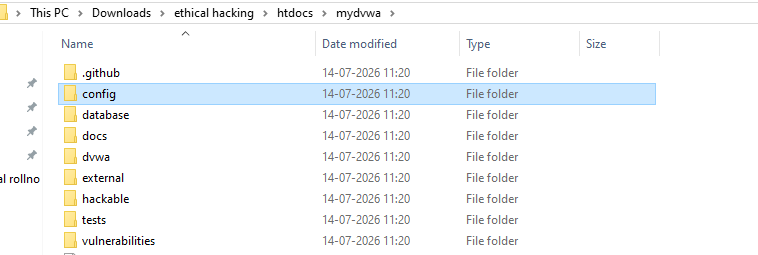 This PC > Downloads > ethical hacking > htdocs > mydvwa >
Name Date modified Type Size
.github 14-07-2026 11:20 File folder
config 14-07-2026 11:20 File folder
database 14-07-2026 11:20 File folder
docs 14-07-2026 11:20 File folder
dvwa 14-07-2026 11:20 File folder
external 14-07-2026 11:20 File folder
al rollno
hackable 14-07-2026 11:20 File folder
tests 14-07-2026 11:20 File folder
vulnerabilities 14-07-2026 11:20 File folder